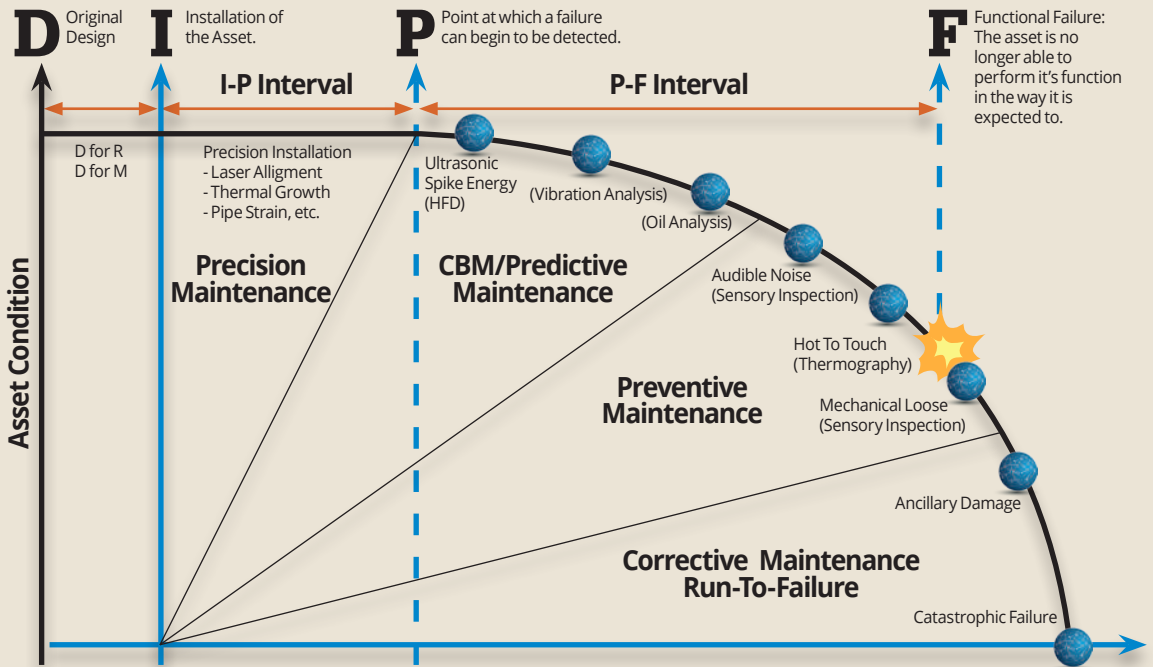 D
Original
Design
I
Installation of
the Asset.
P
Point at which a failure
can begin to be detected.
F
Functional Failure:
The asset is no
longer able to
perform it's function
in the way it is
expected to.
I-P Interval
P-F Interval
D for R
D for M
Precision Installation
- Laser Alligment
- Thermal Growth
- Pipe Strain, etc.
Ultrasonic
Spike Energy
(HFD)
(Vibration Analysis)
(Oil Analysis)
Audible Noise
(Sensory Inspection)
Hot To Touch
(Thermography)
Mechanical Loose
(Sensory Inspection)
Ancillary Damage
Catastrophic Failure
Precision
Maintenance
CBM/Predictive
Maintenance
Preventive
Maintenance
Corrective Maintenance
Run-To-Failure
Asset Condition